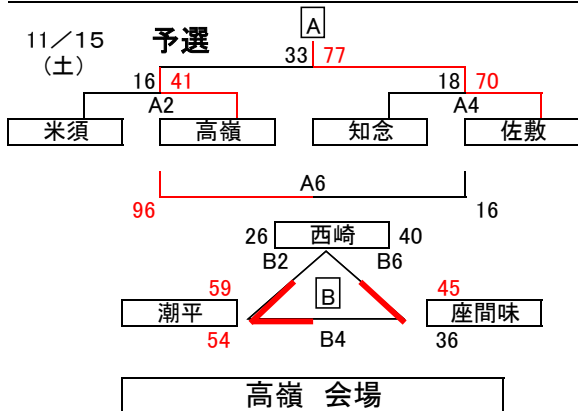 A
11/15 予選
(土)
33 77
16 41 18 70
A2 A4
米須 高嶺 知念 佐敷
A6
96 16
26 西崎 40
B2 B6
59 B 45
潮平 座間味
54 B4 36
高嶺 会場